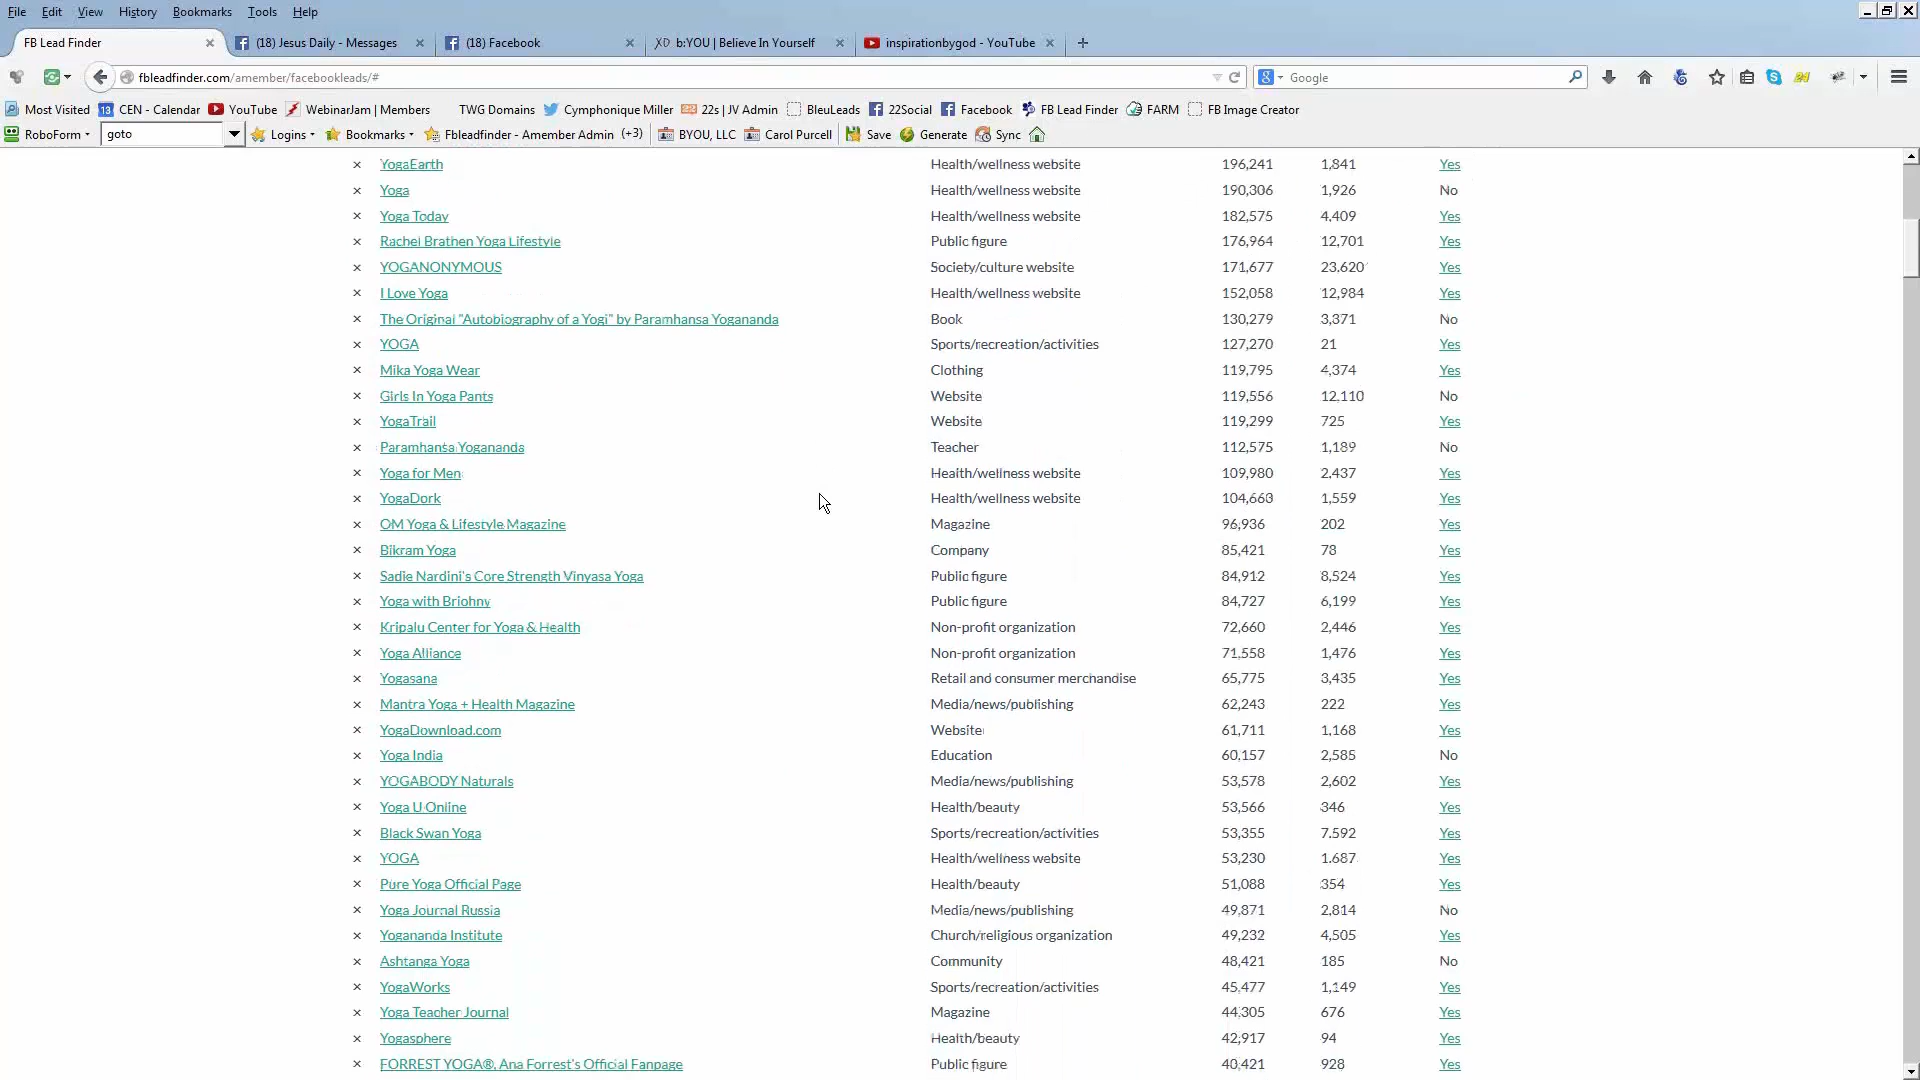 File Edit View History Bookmarks Tools Help
FB Lead Finder (18) Jesus Daily - Messages (18) Facebook b:YOU | Believe In Yourself inspirationbygod - YouTube
fbleadfinder.com/amember/facebookleads/# Google
Most Visited CEN - Calendar YouTube WebinarJam | Members TWG Domains Cymphonique Miller 22s | JV Admin BleuLeads 22Social Facebook FB Lead Finder FARM FB Image Creator
RoboForm goto Logins Bookmarks Fbleadfinder - Amember Admin (+3) BYOU, LLC Carol Purcell Save Generate Sync
× YogaEarth Health/wellness website 196,241 1,841 Yes
× Yoga Health/wellness website 190,306 1,926 No
× Yoga Today Health/wellness website 182,575 4,409 Yes
× Rachel Brathen Yoga Lifestyle Public figure 176,964 12,701 Yes
× YOGANONYMOUS Society/culture website 171,677 23,620 Yes
× I Love Yoga Health/wellness website 152,058 12,984 Yes
× The Original "Autobiography of a Yogi" by Paramhansa Yogananda Book 130,279 3,371 No
× YOGA Sports/recreation/activities 127,270 21 Yes
× Mika Yoga Wear Clothing 119,795 4,374 Yes
× Girls In Yoga Pants Website 119,556 12,110 No
× YogaTrail Website 119,299 725 Yes
× Paramhansa Yogananda Teacher 112,575 1,189 No
× Yoga for Men Health/wellness website 109,980 2,437 Yes
× YogaDork Health/wellness website 104,663 1,559 Yes
× OM Yoga & Lifestyle Magazine Magazine 96,936 202 Yes
× Bikram Yoga Company 85,421 78 Yes
× Sadie Nardini's Core Strength Vinyasa Yoga Public figure 84,912 8,524 Yes
× Yoga with Briohny Public figure 84,727 6,199 Yes
× Kripalu Center for Yoga & Health Non-profit organization 72,660 2,446 Yes
× Yoga Alliance Non-profit organization 71,558 1,476 Yes
× Yogasana Retail and consumer merchandise 65,775 3,435 Yes
× Mantra Yoga + Health Magazine Media/news/publishing 62,243 222 Yes
× YogaDownload.com Website 61,711 1,168 Yes
× Yoga India Education 60,157 2,585 No
× YOGABODY Naturals Media/news/publishing 53,578 2,602 Yes
× Yoga U Online Health/beauty 53,566 346 Yes
× Black Swan Yoga Sports/recreation/activities 53,355 7,592 Yes
× YOGA Health/wellness website 53,230 1,687 Yes
× Pure Yoga Official Page Health/beauty 51,088 354 Yes
× Yoga Journal Russia Media/news/publishing 49,871 2,814 No
× Yogananda Institute Church/religious organization 49,232 4,505 Yes
× Ashtanga Yoga Community 48,421 185 No
× YogaWorks Sports/recreation/activities 45,477 1,149 Yes
× Yoga Teacher Journal Magazine 44,305 676 Yes
× Yogasphere Health/beauty 42,917 94 Yes
× FORREST YOGA®, Ana Forrest's Official Fanpage Public figure 40,421 928 Yes